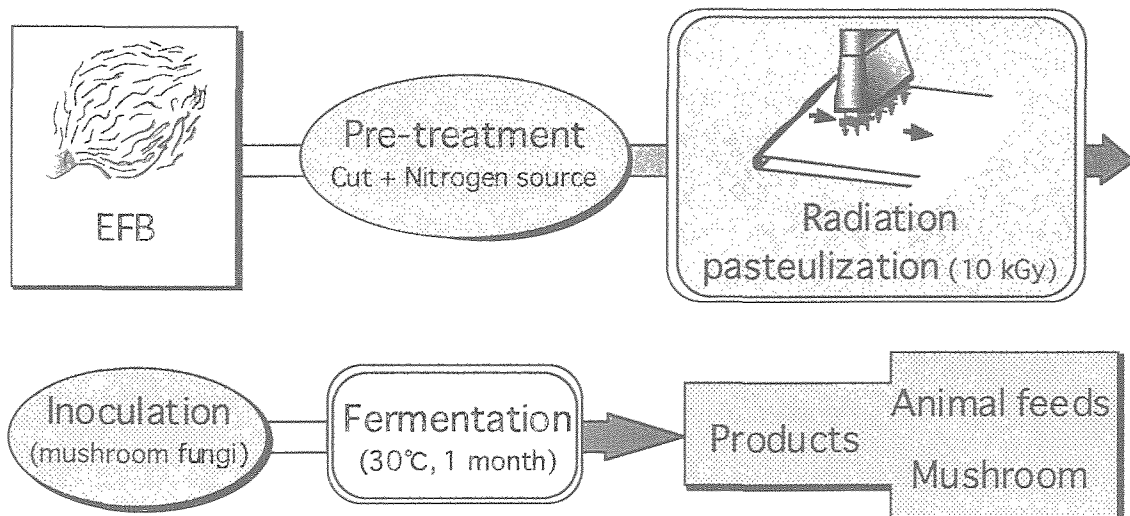 EFB
Pre-treatment
Cut + Nitrogen source
Radiation
pasteulization (10 kGy)
Inoculation
(mushroom fungi)
Fermentation
(30℃, 1 month)
Products
Animal feeds
Mushroom